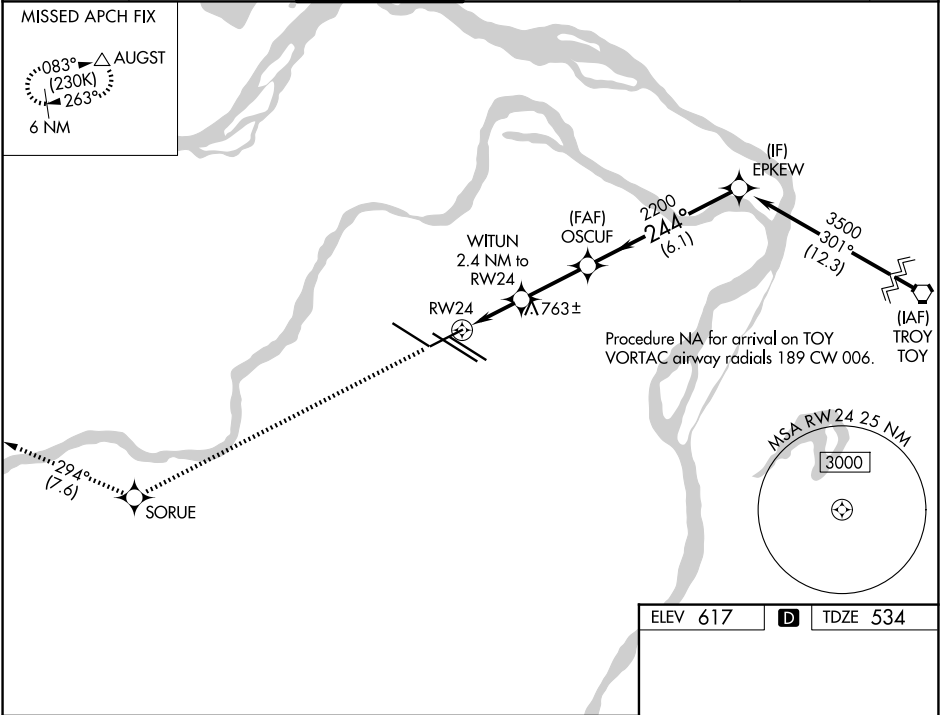 MISSED APCH FIX
083°
AUGST
(230K)
263°
6 NM
(IF)
EPKEW
2200
244°
(6.1)
3500
301°
(12.3)
(FAF)
OSCUF
WITUN
2.4 NM to
RW24
763±
RW24
(IAF)
TROY
TOY
Procedure NA for arrival on TOY
VORTAC airway radials 189 CW 006.
MSA RW24 25 NM
3000
294°
(7.6)
SORUE
ELEV 617 D TDZE 534